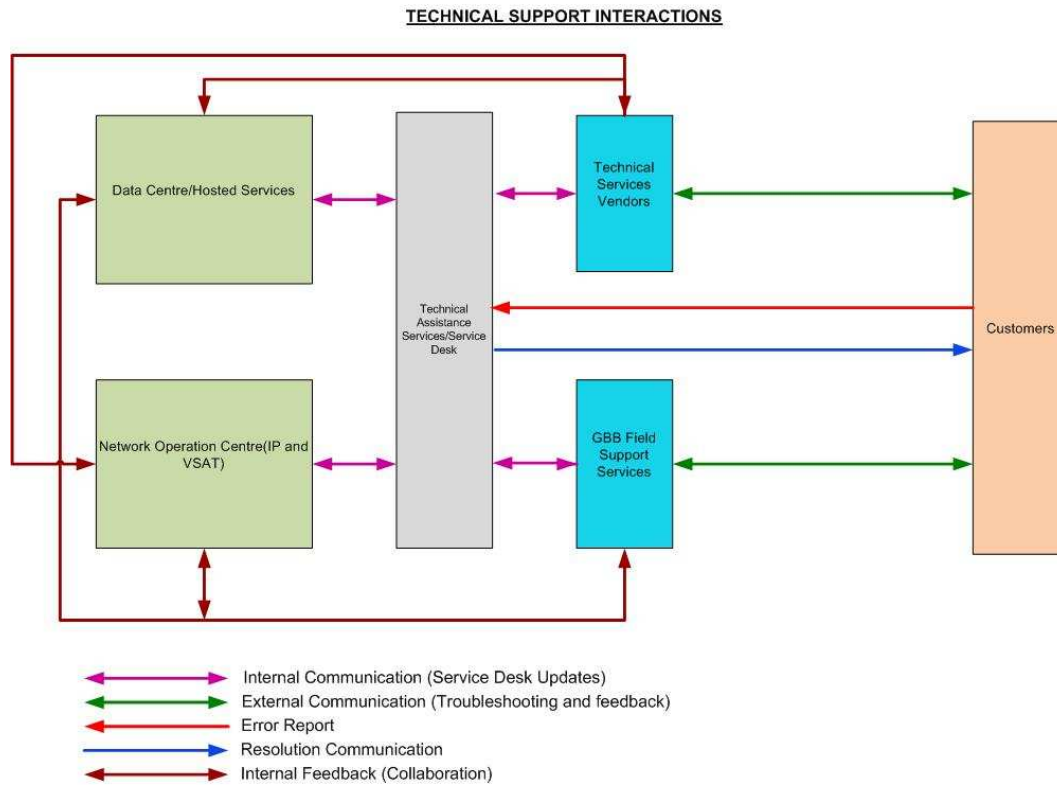 TECHNICAL SUPPORT INTERACTIONS
Data Centre/Hosted Services
Technical
Services
Vendors
Technical
Assistance
Services/Service
Desk
Customers
Network Operation Centre(IP and
VSAT)
GBB Field
Support
Services
Internal Communication (Service Desk Updates)
External Communication (Troubleshooting and feedback)
Error Report
Resolution Communication
Internal Feedback (Collaboration)